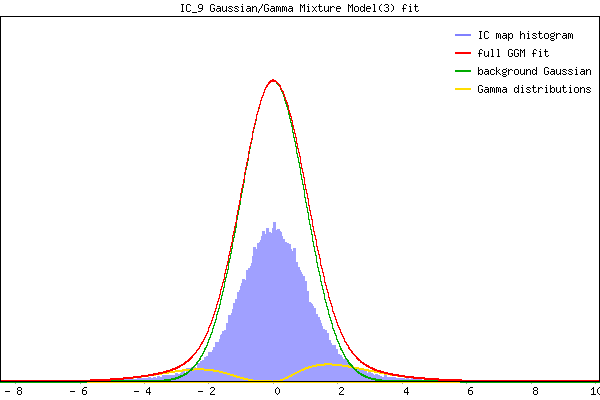 IC_9 Gaussian/Gamma Mixture Model(3) fit
IC map histogram
full GGM fit
background Gaussian
Gamma distributions
- 8 - 6 - 4 - 2 0 2 4 6 8 10